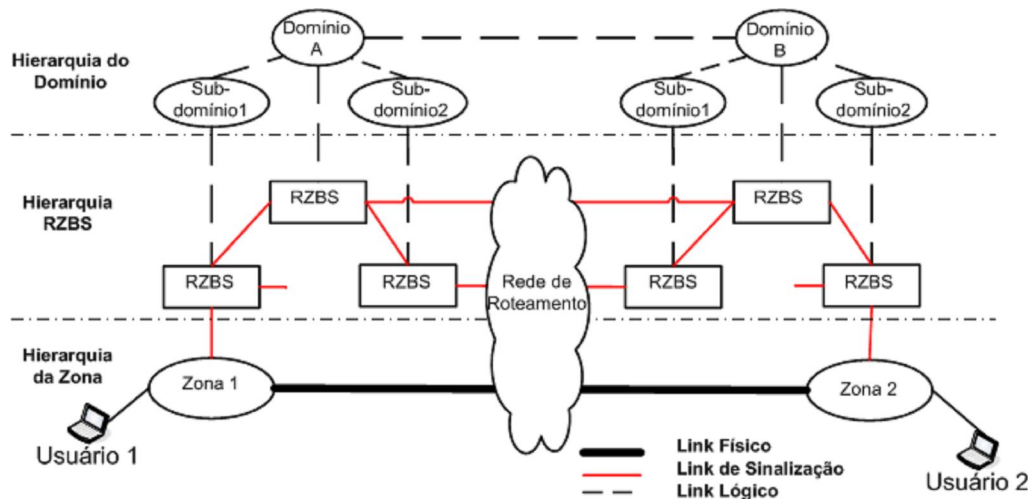 Hierarquia do
Domínio
Domínio
A
Domínio
B
Sub-
domínio1
Sub-
domínio2
Sub-
domínio1
Sub-
domínio2
Hierarquia
RZBS
RZBS
RZBS
RZBS
RZBS
RZBS
RZBS
Rede de
Roteamento
Hierarquia
da Zona
Zona 1
Zona 2
Usuário 1
Usuário 2
Link Físico
Link de Sinalização
Link Lógico